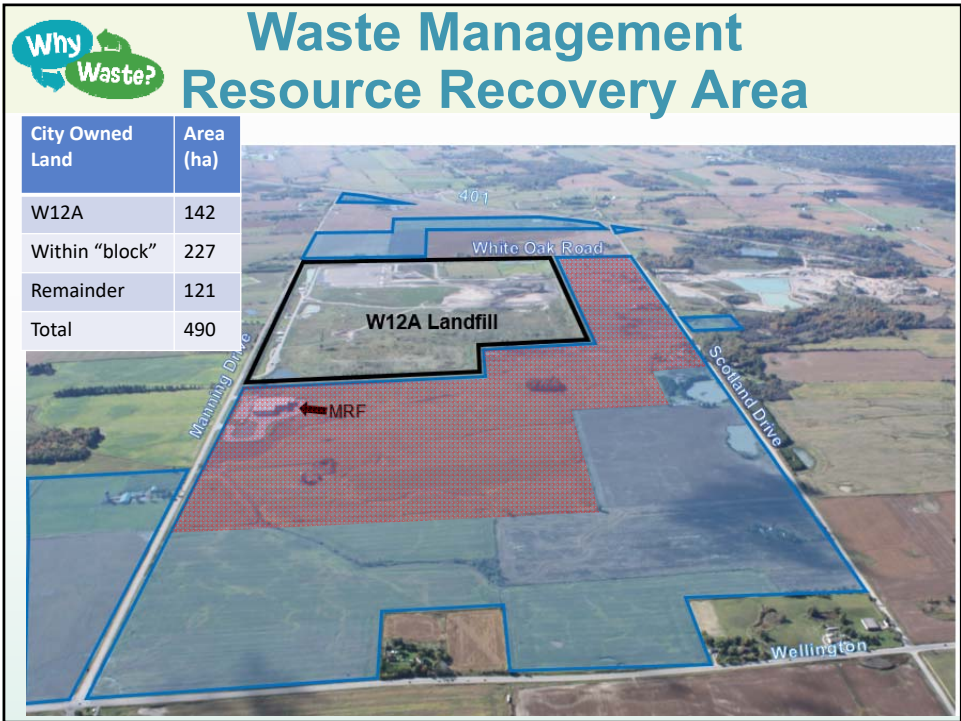 Why
Waste?
Waste Management
Resource Recovery Area
City Owned Land Area (ha)
W12A 142
Within “block” 227
Remainder 121
Total 490
401
White Oak Road
W12A Landfill
Manning Drive
Scotland Drive
MRF
Wellington